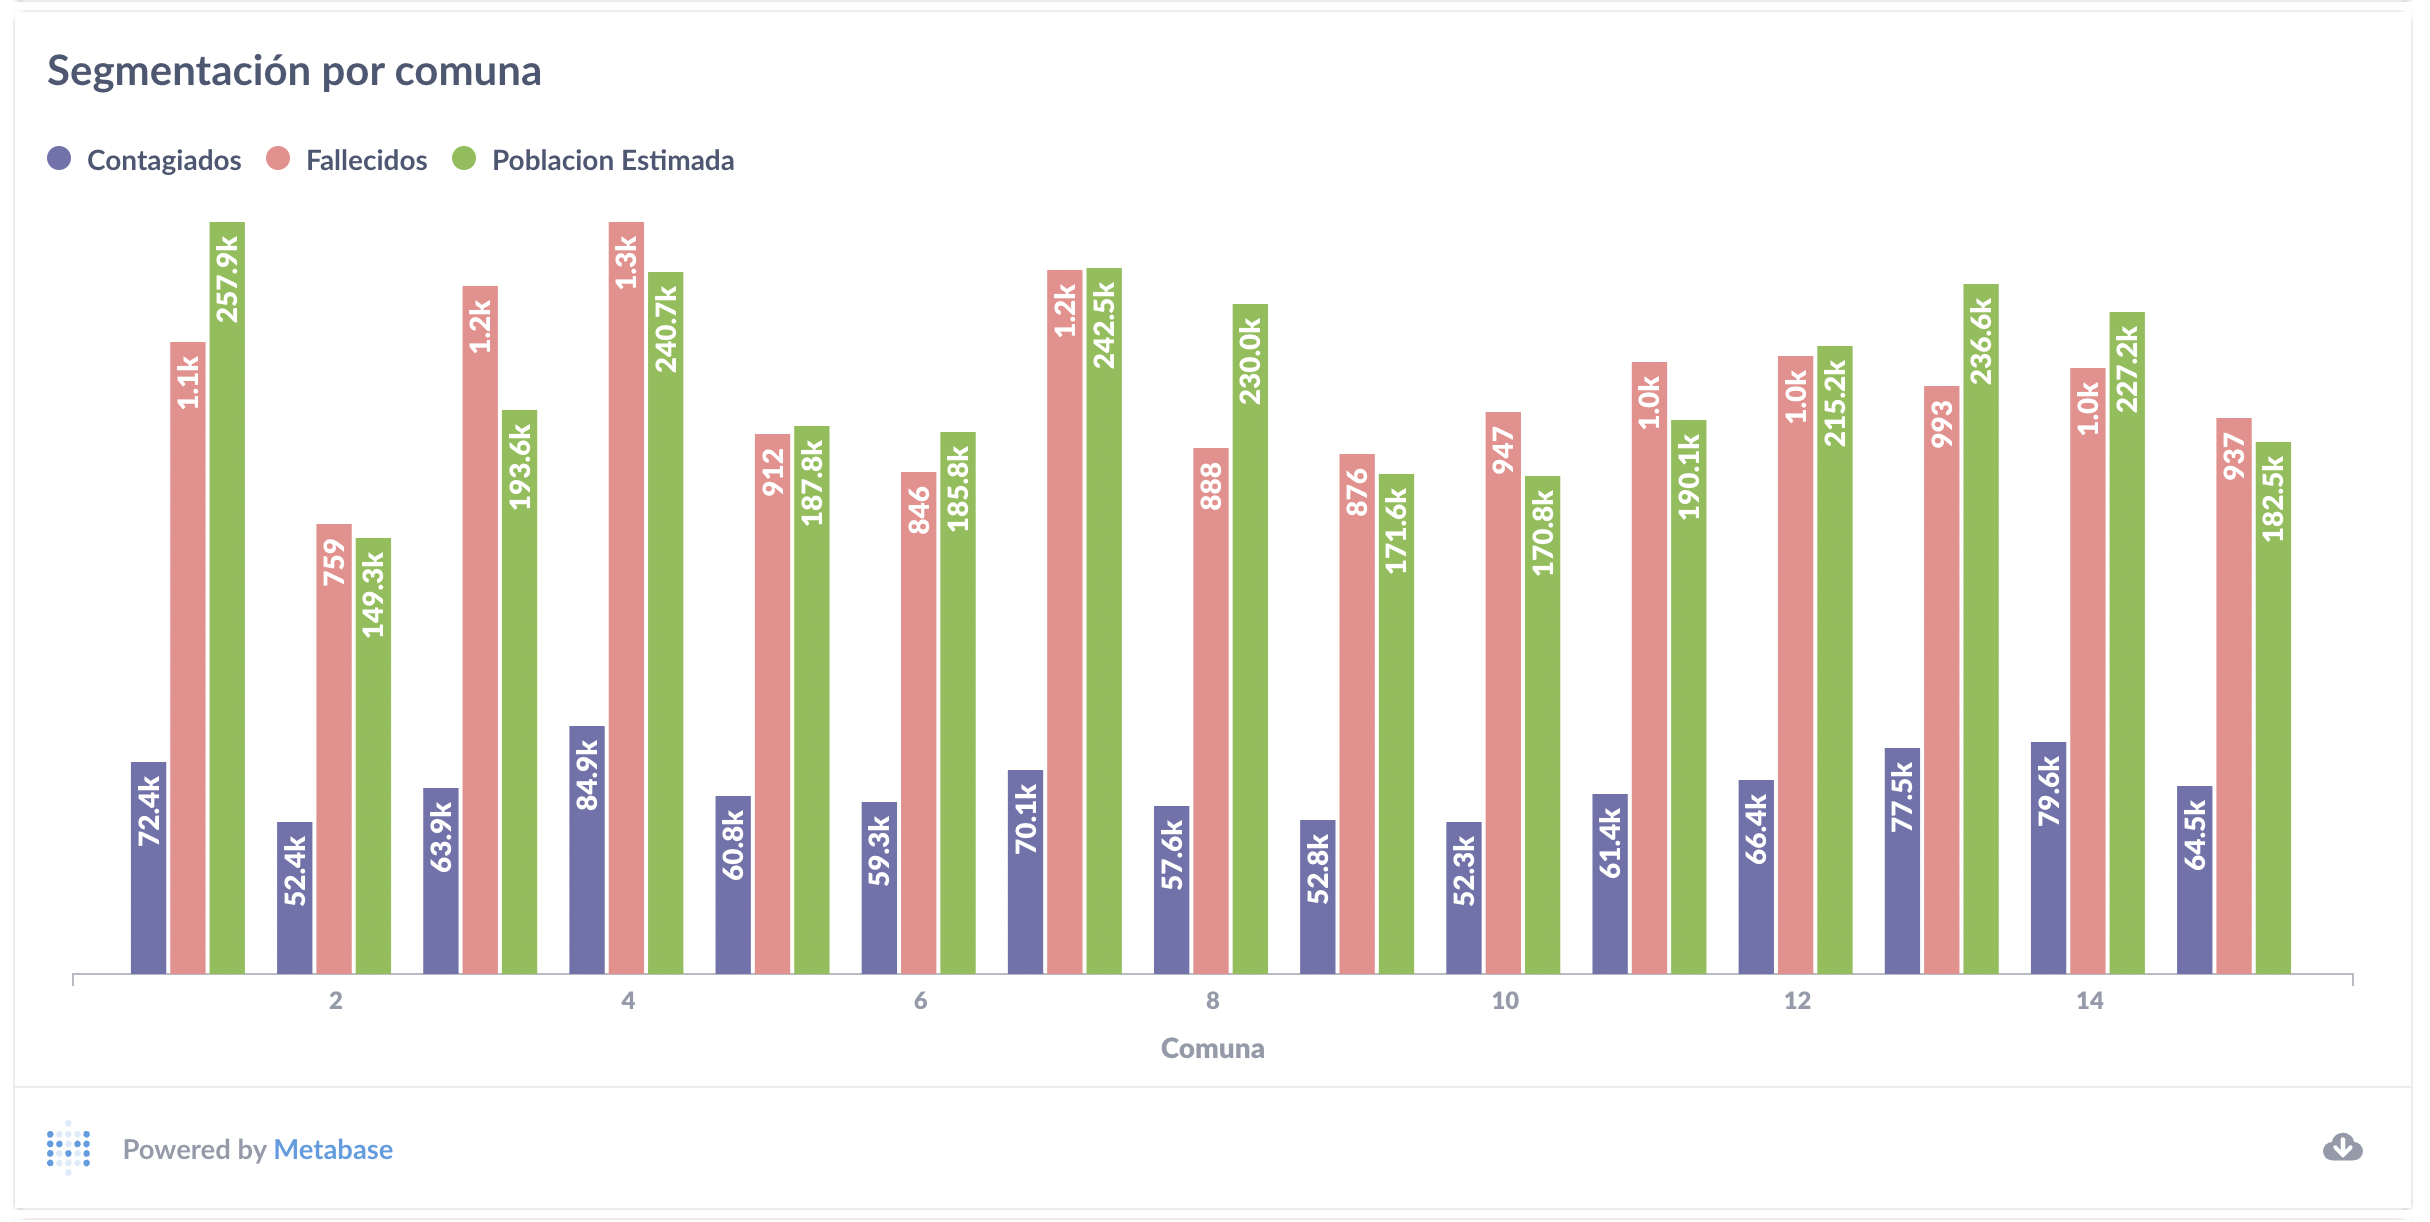 Segmentación por comuna
Contagiados Fallecidos Poblacion Estimada
72.4k 1.1k 257.9k
52.4k 759 149.3k
63.9k 1.2k 193.6k
84.9k 1.3k 240.7k
60.8k 912 187.8k
59.3k 846 185.8k
70.1k 1.2k 242.5k
57.6k 888 230.0k
52.8k 876 171.6k
52.3k 947 170.8k
61.4k 1.0k 190.1k
66.4k 1.0k 215.2k
77.5k 993 236.6k
79.6k 1.0k 227.2k
64.5k 937 182.5k
2 4 6 8 10 12 14
Comuna
Powered by Metabase